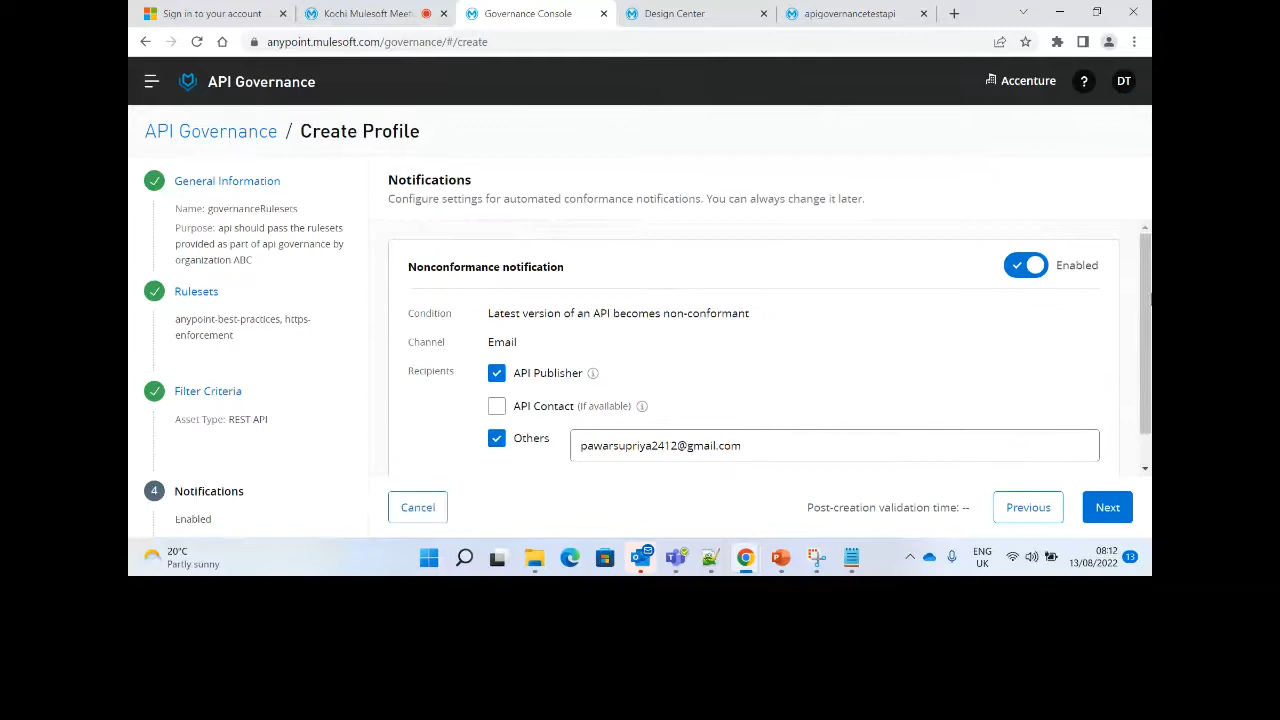 Sign in to your account
Kochi Mulesoft Meet
Governance Console
Design Center
apigovernancetestapi
anypoint.mulesoft.com/governance/#/create
API Governance
Accenture
?
DT
API Governance / Create Profile
General Information
Name: governanceRulesets
Purpose: api should pass the rulesets
provided as part of api governance by
organization ABC
Rulesets
anypoint-best-practices, https-
enforcement
Filter Criteria
Asset Type: REST API
4
Notifications
Enabled
Notifications
Configure settings for automated conformance notifications. You can always change it later.
Nonconformance notification
Enabled
Condition
Latest version of an API becomes non-conformant
Channel
Email
Recipients
API Publisher
API Contact (if available)
Others
pawarsupriya2412@gmail.com
Cancel
Post-creation validation time: --
Previous
Next
20°C
Partly sunny
ENG
UK
08:12
13/08/2022
13